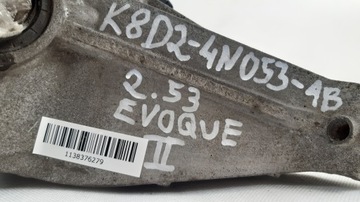 K8D2-4N053-AB
2.53
EVOQUE
II
1138376279